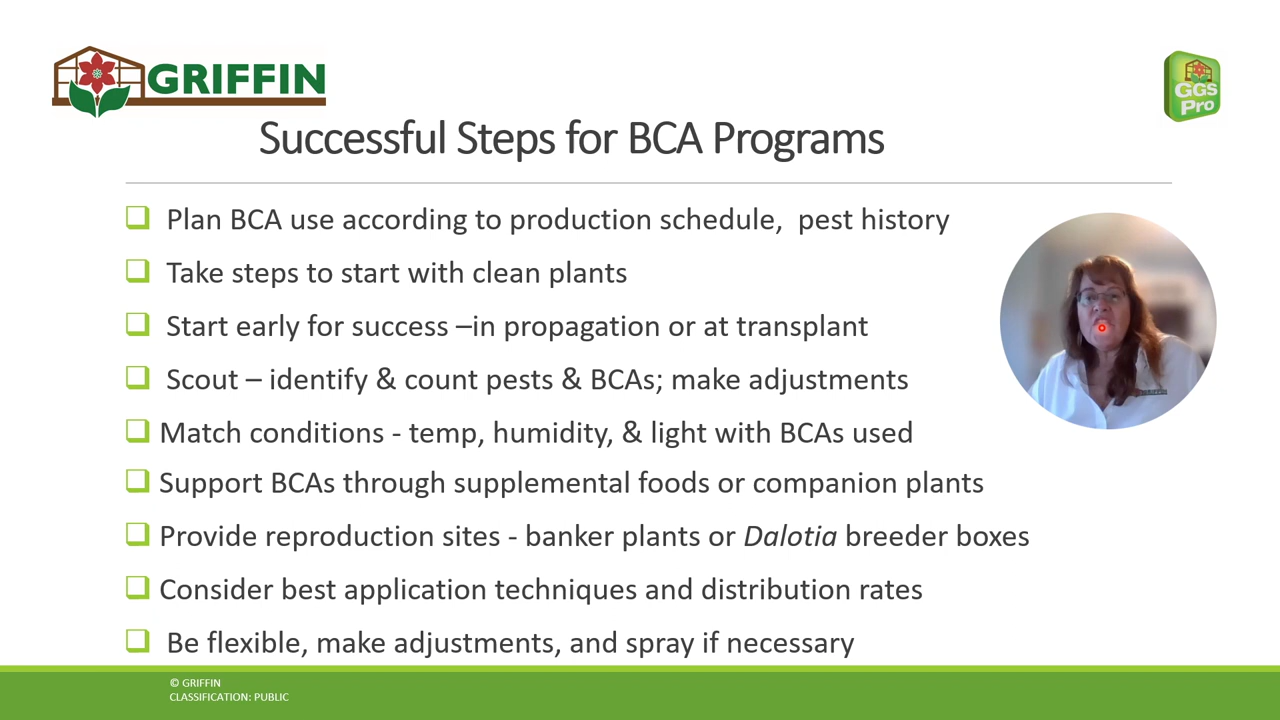 GRIFFIN
GGS
Pro
Successful Steps for BCA Programs
Plan BCA use according to production schedule,  pest history
Take steps to start with clean plants
Start early for success –in propagation or at transplant
Scout – identify & count pests & BCAs; make adjustments
Match conditions - temp, humidity, & light with BCAs used
Support BCAs through supplemental foods or companion plants
Provide reproduction sites - banker plants or Dalotia breeder boxes
Consider best application techniques and distribution rates
Be flexible, make adjustments, and spray if necessary
© GRIFFIN
CLASSIFICATION: PUBLIC